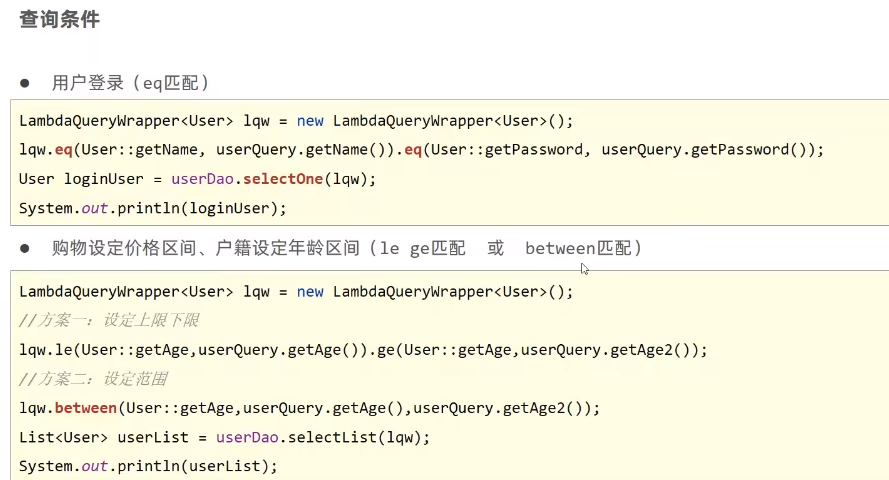 查询条件
● 用户登录（eq匹配）
LambdaQueryWrapper<User> lqw = new LambdaQueryWrapper<User>();
lqw.eq(User::getName, userQuery.getName()).eq(User::getPassword, userQuery.getPassword());
User loginUser = userDao.selectOne(lqw);
System.out.println(loginUser);
● 购物设定价格区间、户籍设定年龄区间（le ge匹配 或 between匹配）
LambdaQueryWrapper<User> lqw = new LambdaQueryWrapper<User>();
//方案一：设定上限下限
lqw.le(User::getAge,userQuery.getAge()).ge(User::getAge,userQuery.getAge2());
//方案二：设定范围
lqw.between(User::getAge,userQuery.getAge(),userQuery.getAge2());
List<User> userList = userDao.selectList(lqw);
System.out.println(userList);